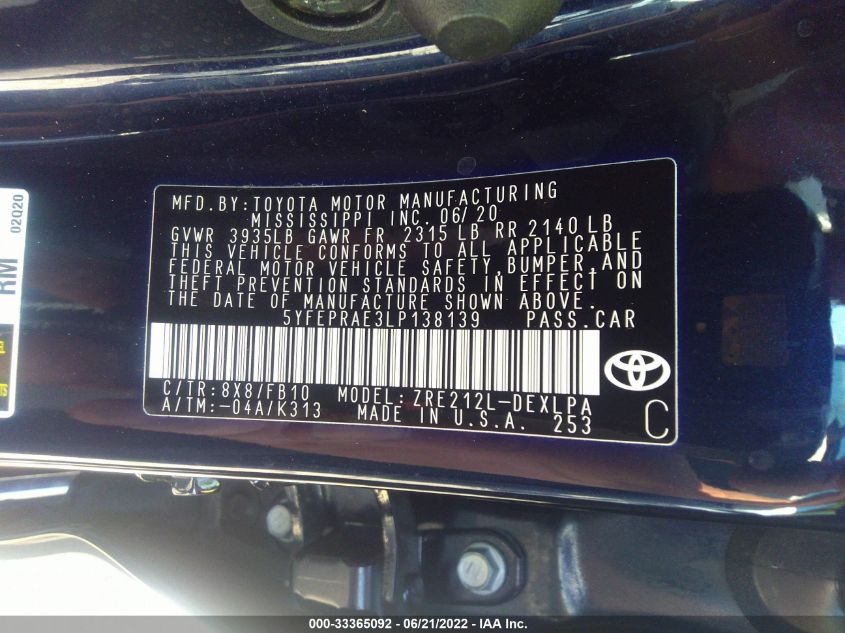 02Q20
RM
MFD. BY:TOYOTA MOTOR MANUFACTURING
MISSISSIPPI INC. 06/20
GVWR 3935LB GAWR FR 2315 LB RR 2140 LB
THIS VEHICLE CONFORMS TO ALL APPLICABLE
FEDERAL MOTOR VEHICLE SAFETY, BUMPER, AND
THEFT PREVENTION STANDARDS IN EFFECT ON
THE DATE OF MANUFACTURE SHOWN ABOVE.
5YFEPRAE3LP138139 PASS.CAR
C/TR:8X8/FB10 MODEL:ZRE212L-DEXLPA
A/TM:-04A/K313 MADE IN U.S.A. 253
C
000-33365092 - 06/21/2022 - IAA Inc.